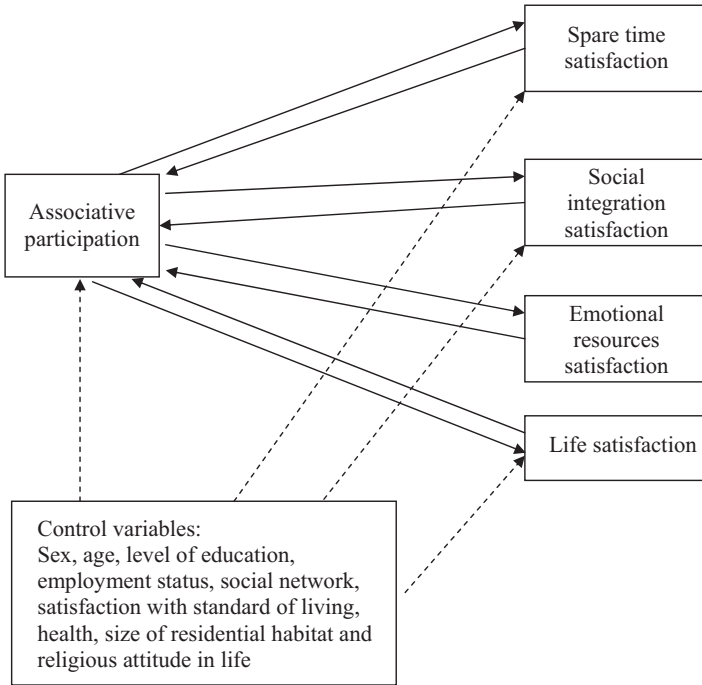 Spare time
satisfaction
Social
integration
satisfaction
Associative
participation
Emotional
resources
satisfaction
Life satisfaction
Control variables:
Sex, age, level of education,
employment status, social network,
satisfaction with standard of living,
health, size of residential habitat and
religious attitude in life